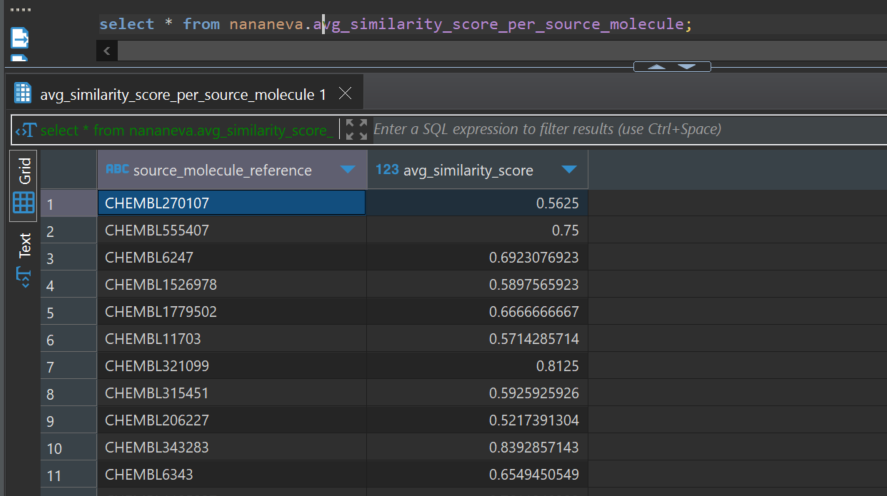 select * from nananeva.avg_similarity_score_per_source_molecule;
avg_similarity_score_per_source_molecule 1
select * from nananeva.avg_similarity_score_
Enter a SQL expression to filter results (use Ctrl+Space)
Grid
Text
ABC source_molecule_reference 123 avg_similarity_score
1 CHEMBL270107 0.5625
2 CHEMBL555407 0.75
3 CHEMBL6247 0.6923076923
4 CHEMBL1526978 0.5897565923
5 CHEMBL1779502 0.6666666667
6 CHEMBL11703 0.5714285714
7 CHEMBL321099 0.8125
8 CHEMBL315451 0.5925925926
9 CHEMBL206227 0.5217391304
10 CHEMBL343283 0.8392857143
11 CHEMBL6343 0.6549450549